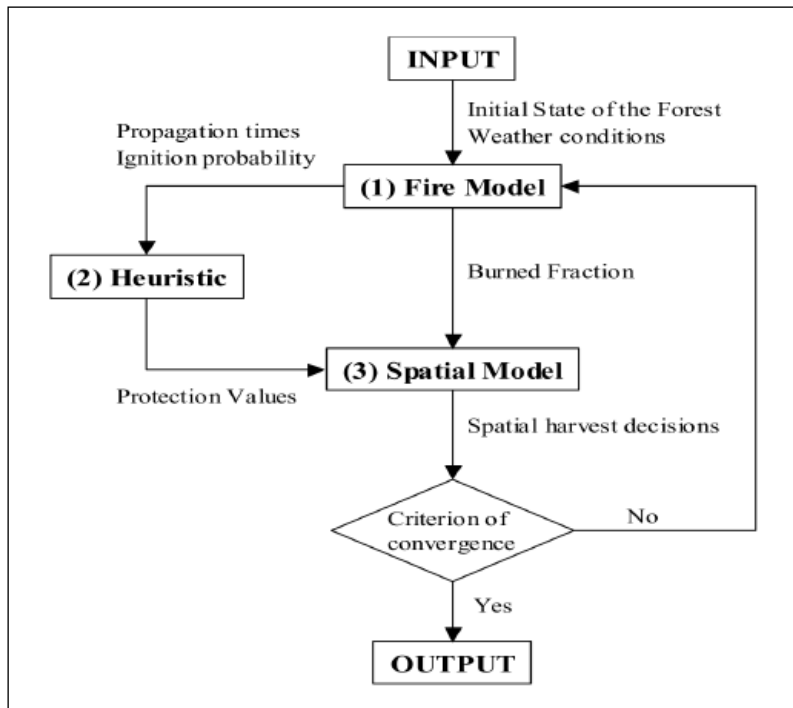 INPUT
Initial State of the Forest
Weather conditions
Propagation times
Ignition probability
(1) Fire Model
(2) Heuristic
Burned Fraction
(3) Spatial Model
Protection Values
Spatial harvest decisions
Criterion of
convergence
No
Yes
OUTPUT